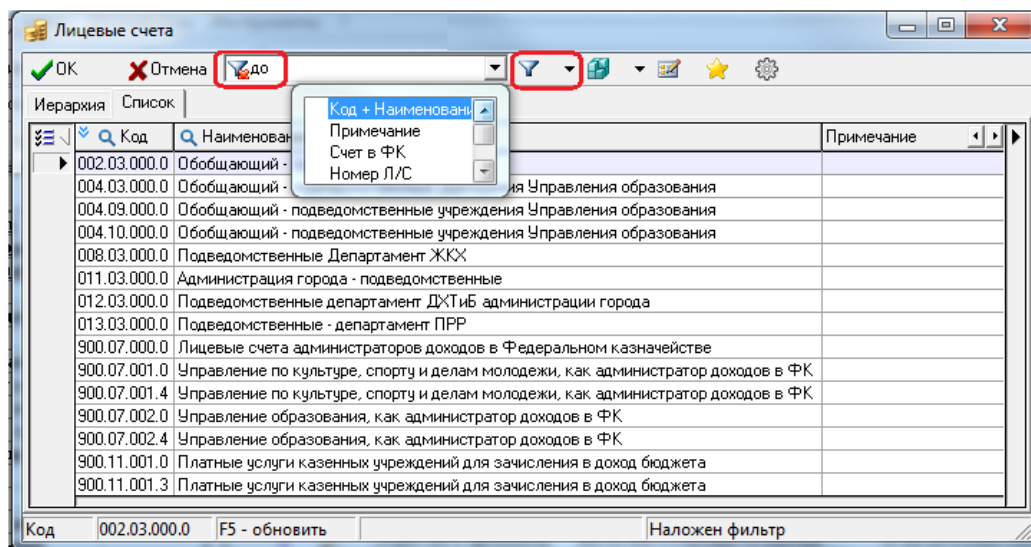 Лицевые счета
OK Отмена до
Иерархия Список
Код + Наименовани
Примечание
Счет в ФК
Номер Л/С
Код Наименован Примечание
002.03.000.0 Обобщающий -
004.03.000.0 Обобщающий - ия Управления образования
004.09.000.0 Обобщающий - подведомственные учреждения Управления образования
004.10.000.0 Обобщающий - подведомственные учреждения Управления образования
008.03.000.0 Подведомственные Департамент ЖКХ
011.03.000.0 Администрация города - подведомственные
012.03.000.0 Подведомственные департамент ДХТиБ администрации города
013.03.000.0 Подведомственные - департамент ПРР
900.07.000.0 Лицевые счета администраторов доходов в Федеральном казначействе
900.07.001.0 Управление по культуре, спорту и делам молодежи, как администратор доходов в ФК
900.07.001.4 Управление по культуре, спорту и делам молодежи, как администратор доходов в ФК
900.07.002.0 Управление образования, как администратор доходов в ФК
900.07.002.4 Управление образования, как администратор доходов в ФК
900.11.001.0 Платные услуги казенных учреждений для зачисления в доход бюджета
900.11.001.3 Платные услуги казенных учреждений для зачисления в доход бюджета
Код 002.03.000.0 F5 - обновить Наложен фильтр